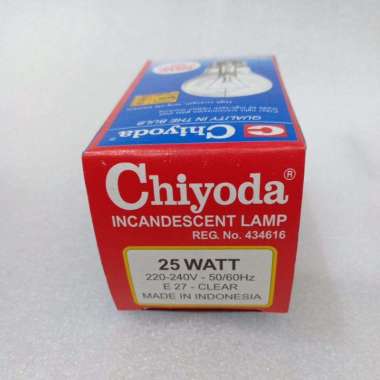 Chiyoda®
INCANDESCENT LAMP
REG. No. 434616
25 WATT
220-240V - 50/60Hz
E 27 - CLEAR
MADE IN INDONESIA
C Chiyoda
QUALITY IN THE BULB